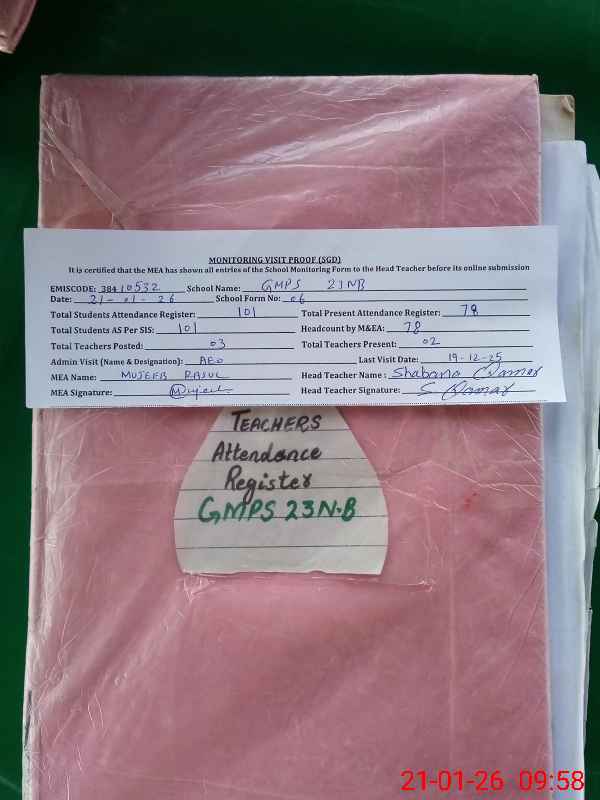 MONITORING VISIT PROOF (SGD)
It is certified that the MEA has shown all entries of the School Monitoring Form to the Head Teacher before its online submission
EMISCODE: 38410532 School Name: GMPS 23NB
Date: 21-01-26 School Form No: 06
Total Students Attendance Register: 101 Total Present Attendance Register: 78
Total Students AS Per SIS: 101 Headcount by M&EA: 78
Total Teachers Posted: 03 Total Teachers Present: 02
Admin Visit (Name & Designation): AEO Last Visit Date: 19-12-25
MEA Name: MUJEEB RASUL Head Teacher Name: Shabana Qamar
MEA Signature: Mujeeb Head Teacher Signature: S Qamar
TEACHERS
Attendance
Register
GMPS 23N.B
21-01-26 09:58